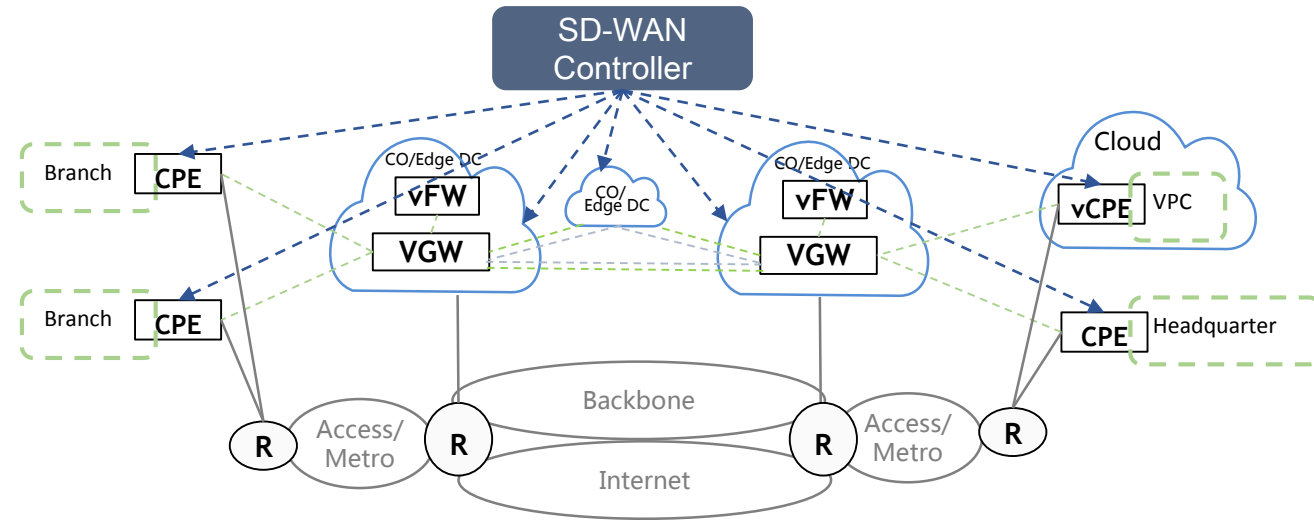 SD-WAN
Controller
Branch
CPE
CO/Edge DC
vFW
VGW
CO/
Edge DC
CO/Edge DC
vFW
VGW
Cloud
vCPE
VPC
Branch
CPE
CPE
Headquarter
Backbone
R
Access/
Metro
R
R
Access/
Metro
R
Internet